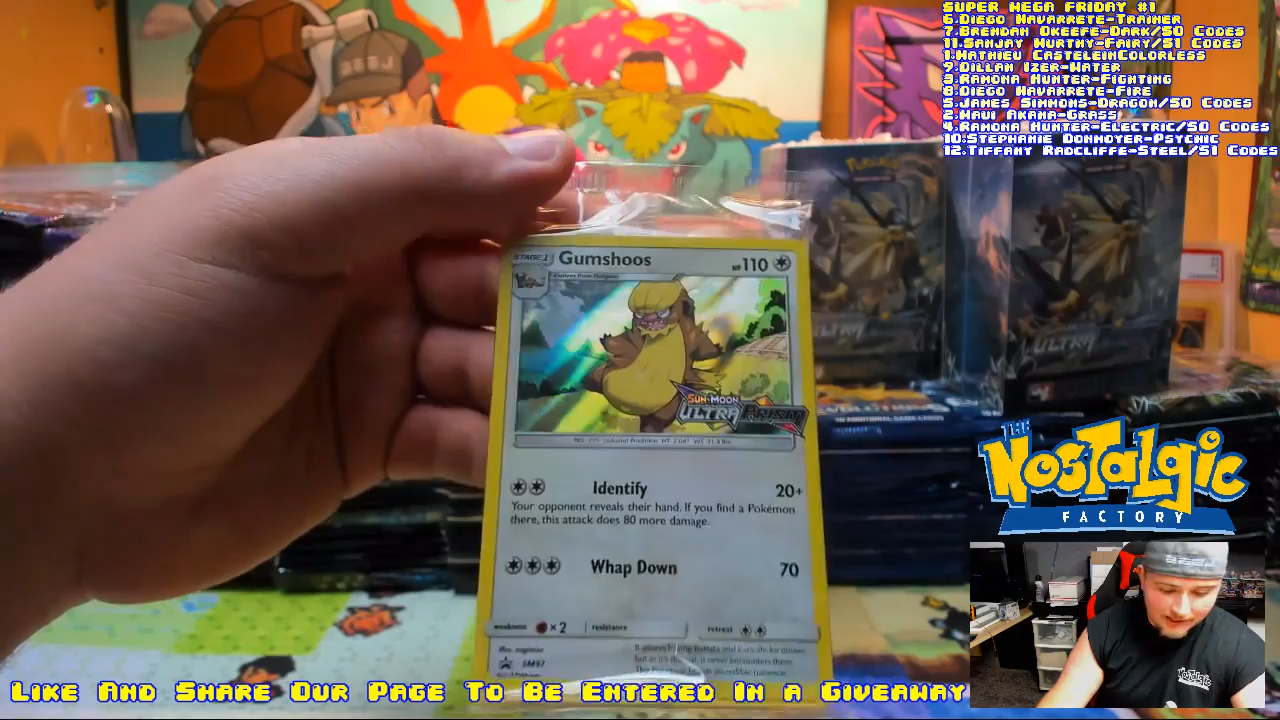 SUPER MEGA FRIDAY #1
6.Diego Navarrete-Trainer
7.Brendan Okeefe-Dark/50 Codes
11.Sanjay Murthy-Fairy/51 Codes
1.Mathieu CasteleinColorless
9.Dillan Izer-Water
3.Ramona Hunter-Fighting
8.Diego Navarrete-Fire
5.James Simmons-Dragon/50 Codes
2.Maui Akama-Grass
4.Ramona Hunter-Electric/50 Codes
10.Stephanie Donmoyer-Psychic
12.Tiffany Radcliffe-Steel/51 Codes
STAGE 1 Gumshoos HP 110
SUN & MOON
ULTRA PRISM
Identify 20+
Your opponent reveals their hand. If you find a Pokémon
there, this attack does 80 more damage.
Whap Down 70
weakness ×2 resistance retreat
SM97
ULTRA
ULTRA
THE
NOSTALGIC
FACTORY
Like And Share Our Page To Be Entered In a Giveaway